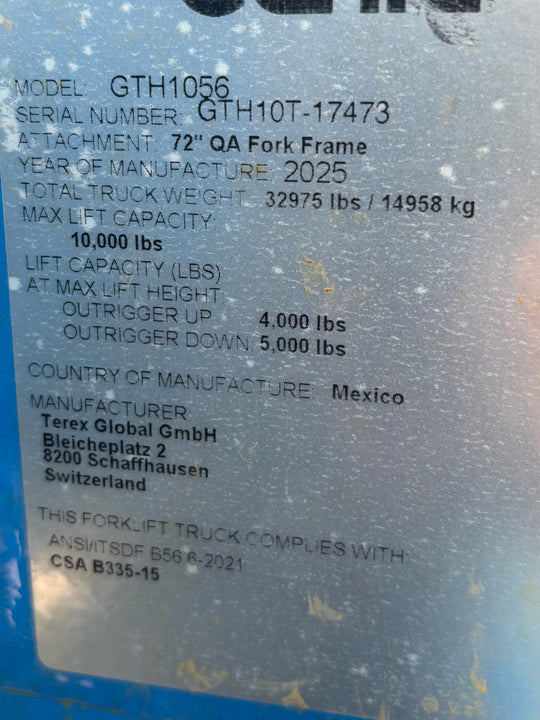 MODEL: GTH1056
SERIAL NUMBER: GTH10T-17473
ATTACHMENT: 72" QA Fork Frame
YEAR OF MANUFACTURE: 2025
TOTAL TRUCK WEIGHT: 32975 lbs / 14958 kg
MAX LIFT CAPACITY:
10,000 lbs
LIFT CAPACITY (LBS)
AT MAX LIFT HEIGHT:
OUTRIGGER UP: 4,000 lbs
OUTRIGGER DOWN: 5,000 lbs
COUNTRY OF MANUFACTURE: Mexico
MANUFACTURER:
Terex Global GmbH
Bleicheplatz 2
8200 Schaffhausen
Switzerland
THIS FORKLIFT TRUCK COMPLIES WITH:
ANSI/ITSDF B56.6-2021
CSA B335-15